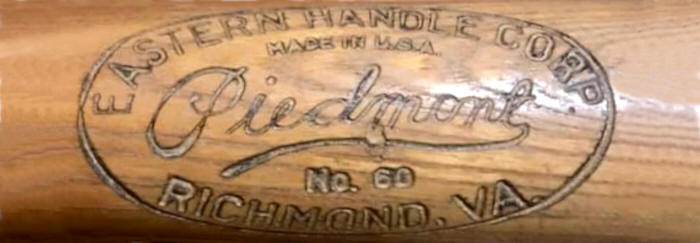 EASTERN HANDLE CORP
MADE IN U.S.A.
Piedmont
No. 60
RICHMOND, VA.